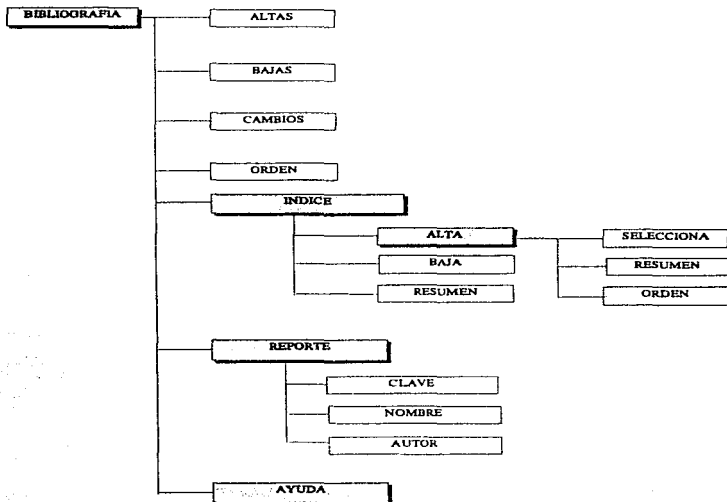 BIBLIOGRAFIA
ALTAS
BAJAS
CAMBIOS
ORDEN
INDICE
ALTA
SELECCIONA
BAJA
RESUMEN
RESUMEN
ORDEN
REPORTE
CLAVE
NOMBRE
AUTOR
AYUDA